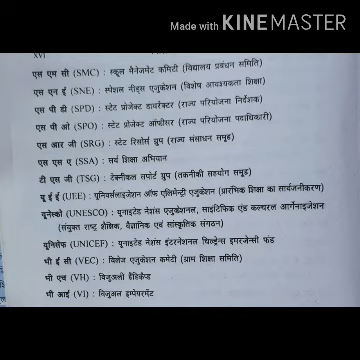 Made with KINEMASTER
XVI
एस एम सी (SMC) : स्कूल मैनेजमेंट कमिटी (विद्यालय प्रबंधन समिति)
एस एन ई (SNE) : स्पेशल नीड्स एजुकेशन (विशेष आवश्यकता शिक्षा)
एस पी डी (SPD) : स्टेट प्रोजेक्ट डायरेक्टर (राज्य परियोजना निर्देशक)
एस पी ओ (SPO) : स्टेट प्रोजेक्ट ऑफीसर (राज्य परियोजना पदाधिकारी)
एस आर जी (SRG) : स्टेट रिसोर्स ग्रुप (राज्य संसाधन समूह)
एस एस ए (SSA) : सर्व शिक्षा अभियान
टी एस जी (TSG) : टेक्नीकल सपोर्ट ग्रुप (तकनीकी सहयोग समूह)
यू ई ई (UEE) : यूनिवर्सलाइजेशन ऑफ एलिमेन्ट्री एजुकेशन (प्रारंभिक शिक्षा का सार्वजनीकरण)
यूनेस्को (UNESCO) : यूनाइटेड नेशंस एजुकेशनल, साइंटिफिक एंड कल्चरल आर्गेनाइजेशन
(संयुक्त राष्ट्र शैक्षिक, वैज्ञानिक एवं सांस्कृतिक संगठन)
यूनिसेफ (UNICEF) : यूनाइटेड नेशंस इंटरनेशनल चिल्ड्रेन्स इमरजेन्सी फंड
भी ई सी (VEC) : विलेज एजुकेशन कमेटी (ग्राम शिक्षा समिति)
भी एच (VH) : विजुअली हैंडिकैप्ड
भी आई (VI) : विजुअल इम्पेयरमेंट